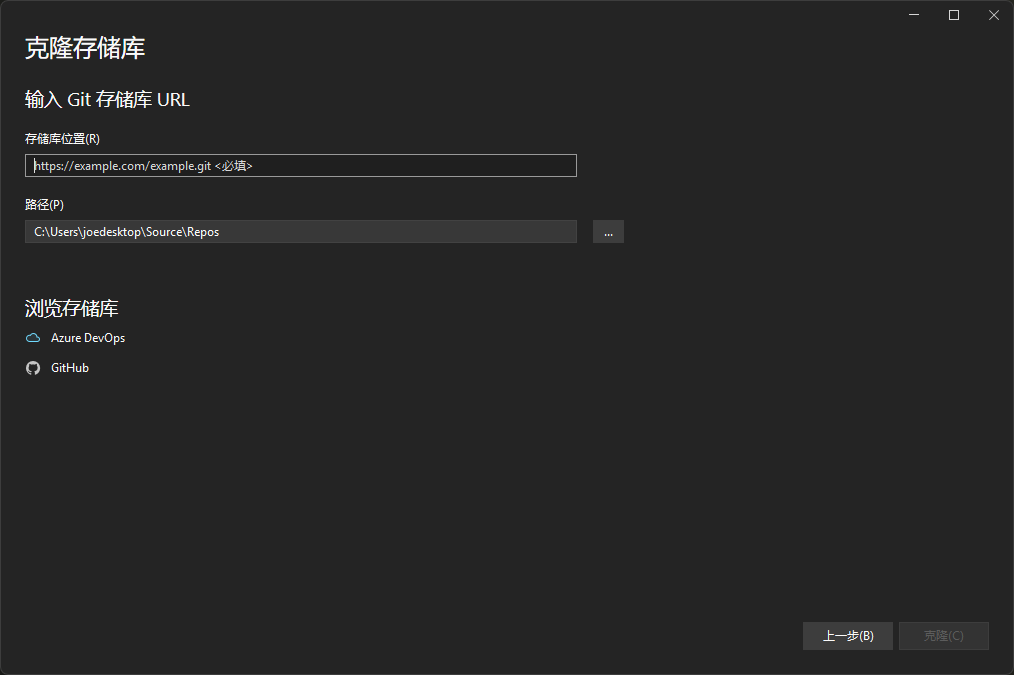 克隆存储库
输入 Git 存储库 URL
存储库位置(R)
https://example.com/example.git <必填>
路径(P)
C:\Users\joedesktop\Source\Repos
...
浏览存储库
Azure DevOps
GitHub
上一步(B)
克隆(C)